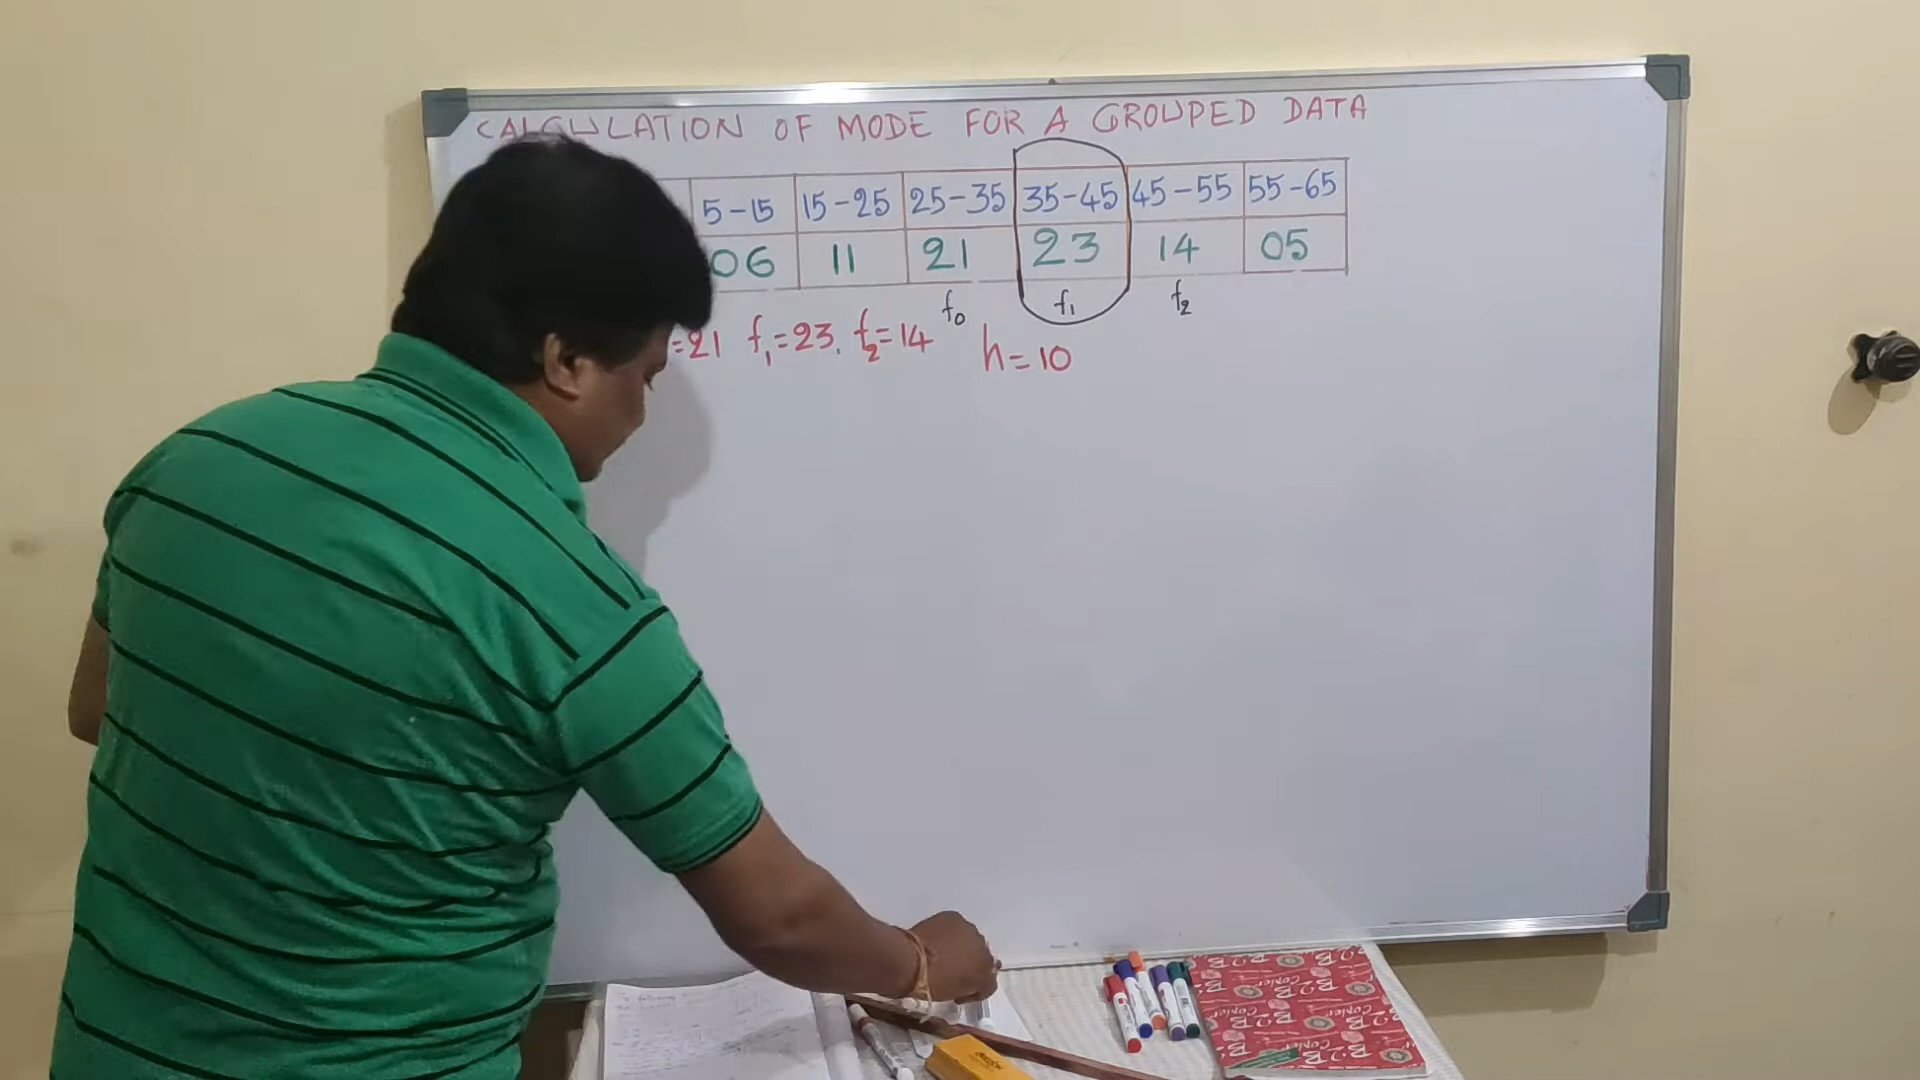 CALCULATION OF MODE FOR A GROUPED DATA
5-15 15-25 25-35 35-45 45-55 55-65
06 11 21 23 14 05
f0 f1 f2
=21 f1=23. f2=14 h=10